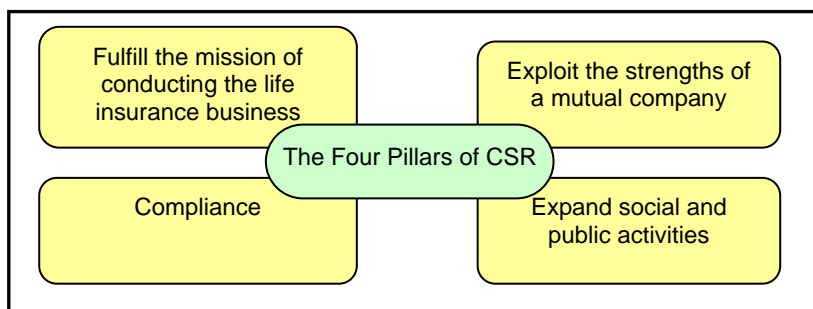 Fulfill the mission of
conducting the life
insurance business
Exploit the strengths of
a mutual company
The Four Pillars of CSR
Compliance
Expand social and
public activities